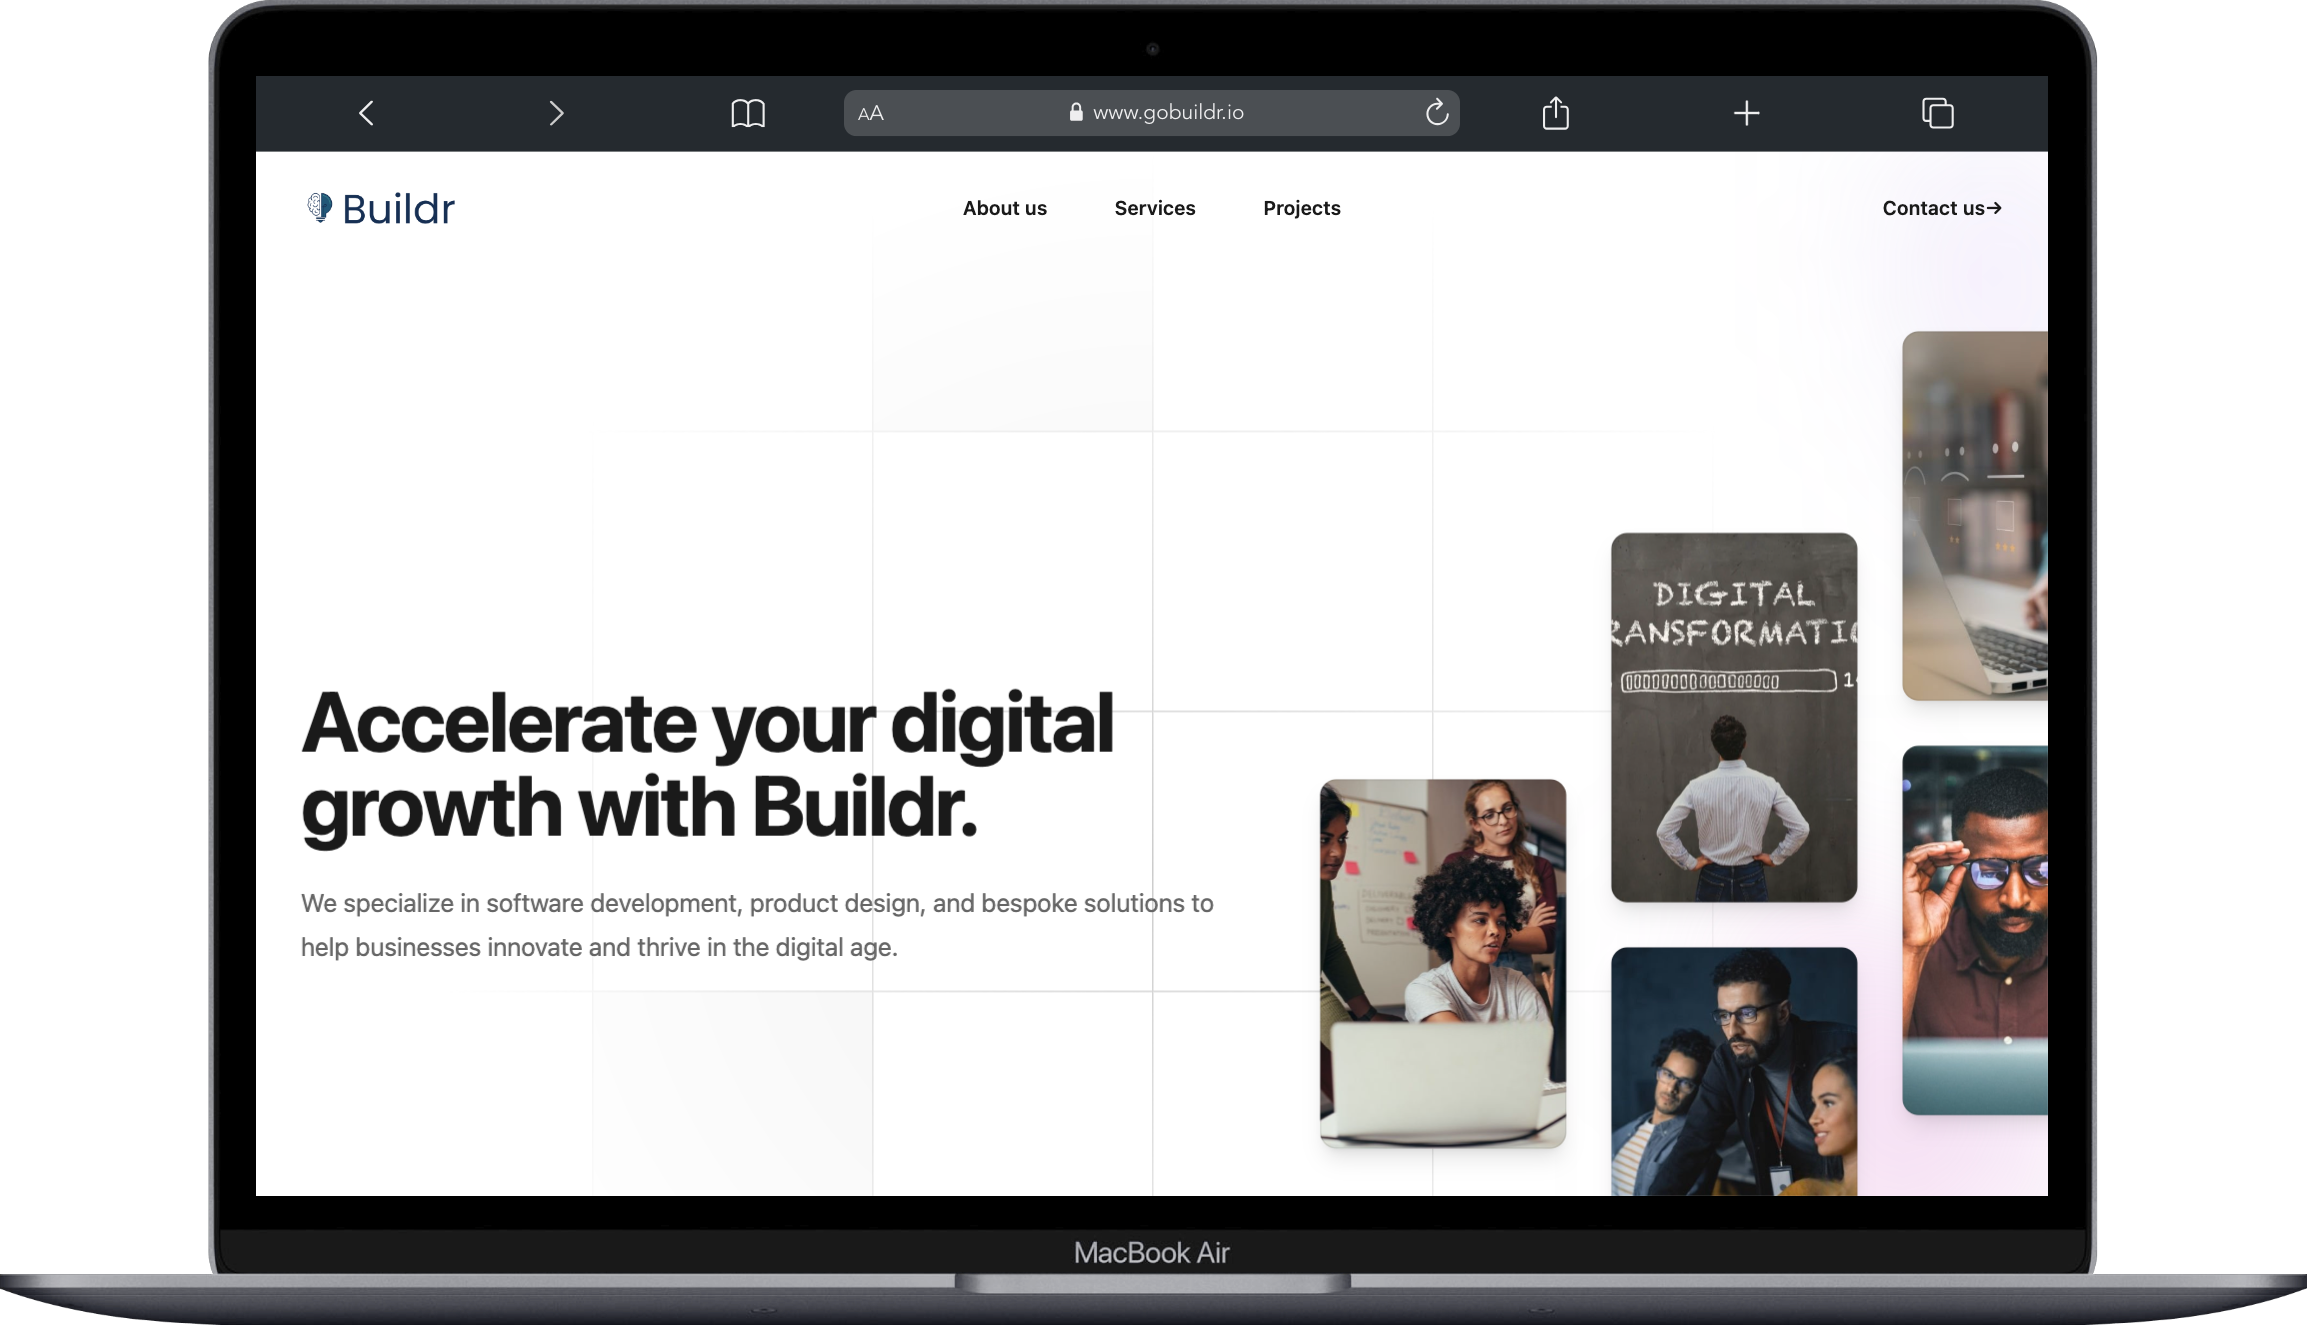 AA
www.gobuildr.io
Buildr
About us
Services
Projects
Contact us→
Accelerate your digital
growth with Buildr.
We specialize in software development, product design, and bespoke solutions to
help businesses innovate and thrive in the digital age.
DIGITAL
RANSFORMATIO
MacBook Air